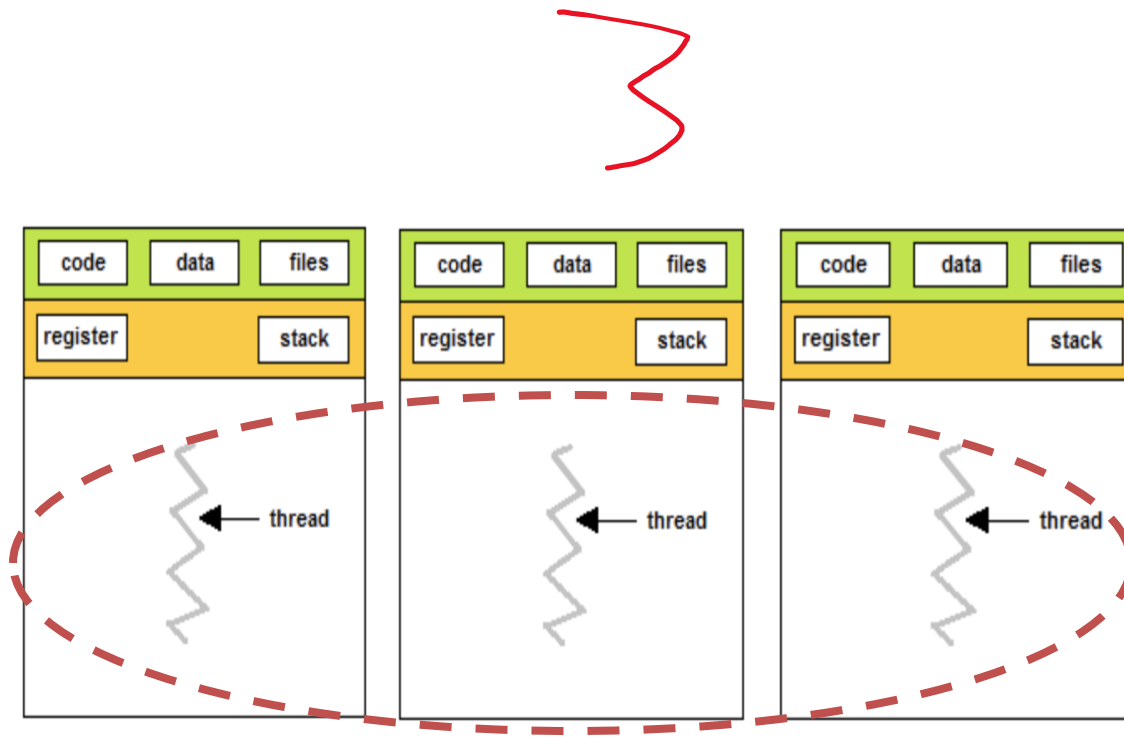 3
code data files code data files code data files
register stack register stack register stack
thread thread thread